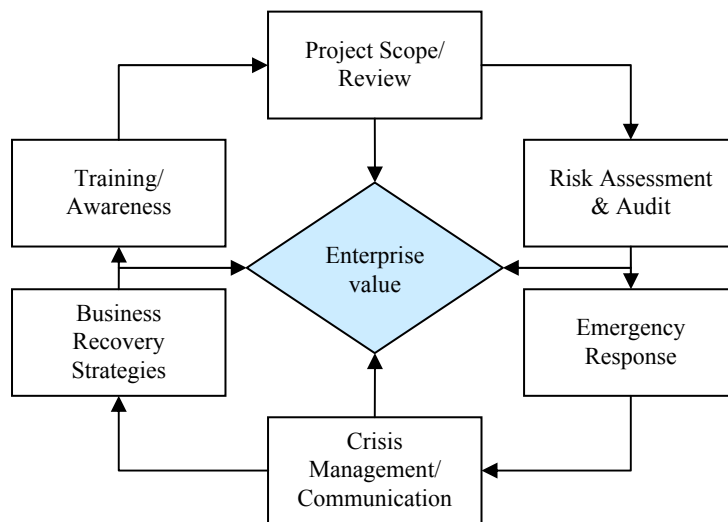 Project Scope/
Review
Training/
Awareness
Risk Assessment
& Audit
Enterprise
value
Business
Recovery
Strategies
Emergency
Response
Crisis
Management/
Communication